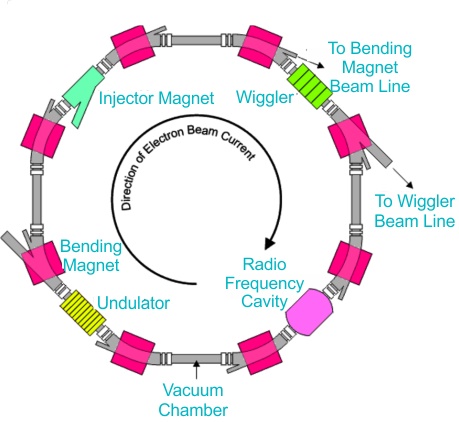 To Bending
Magnet
Beam Line
Injector Magnet
Wiggler
Direction of Electron Beam Current
To Wiggler
Beam Line
Bending
Magnet
Radio
Frequency
Cavity
Undulator
Vacuum
Chamber